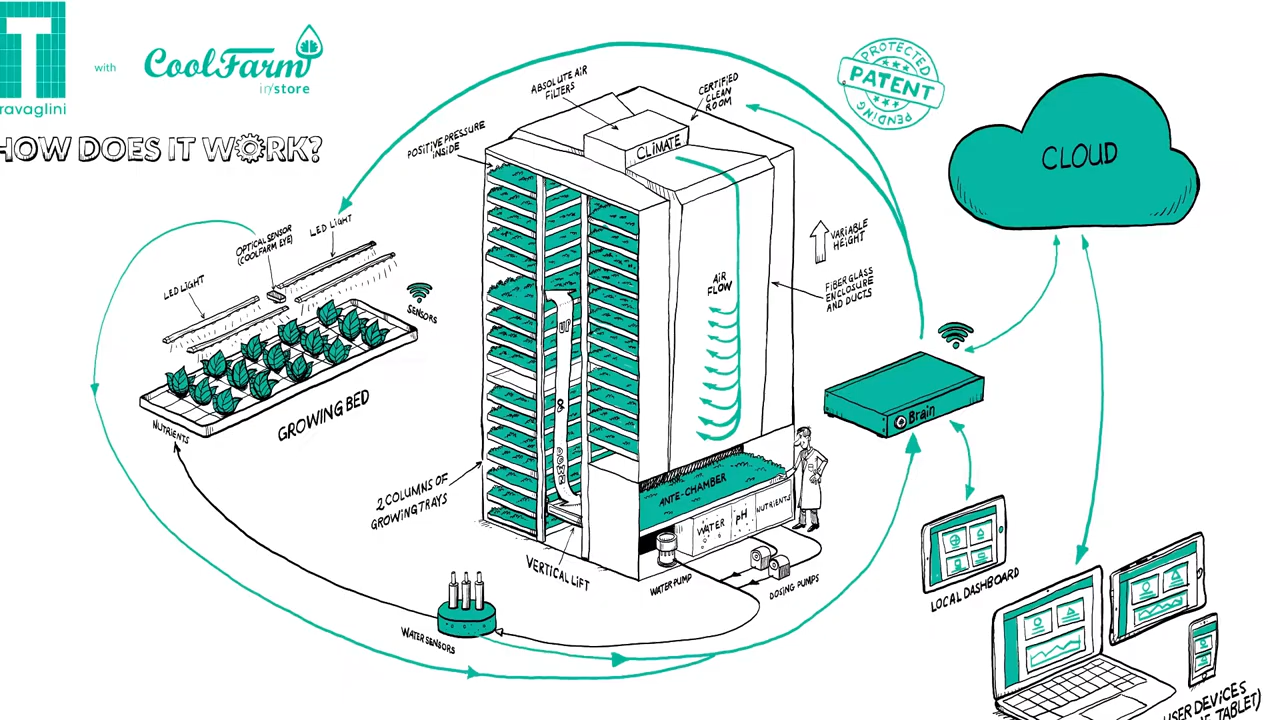 T
ravaglini
with
CoolFarm
in/store
HOW DOES IT WORK?
PROTECTED
PATENT
PENDING
CLOUD
ABSOLUTE AIR
FILTERS
CERTIFIED
CLEAN
ROOM
CLIMATE
POSITIVE PRESSURE
INSIDE
OPTICAL SENSOR
(COOLFARM EYE)
LED LIGHT
LED LIGHT
SENSORS
NUTRIENTS
GROWING BED
VARIABLE
HEIGHT
FIBERGLASS
ENCLOSURE
AND DUCTS
AIR
FLOW
UP
&
2 COLUMNS OF
GROWING TRAYS
VERTICAL LIFT
ANTE-CHAMBER
WATER
pH
NUTRIENTS
WATER PUMP
DOSING PUMPS
WATER SENSORS
Brain
LOCAL DASHBOARD
USER DEVICES
TABLET)